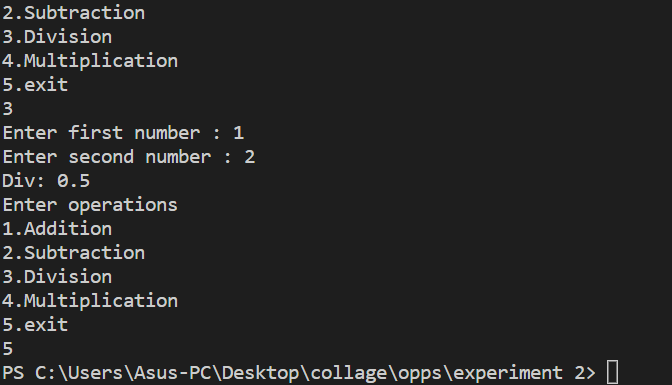 2.Subtraction
3.Division
4.Multiplication
5.exit
3
Enter first number : 1
Enter second number : 2
Div: 0.5
Enter operations
1.Addition
2.Subtraction
3.Division
4.Multiplication
5.exit
5
PS C:\Users\Asus-PC\Desktop\collage\opps\experiment 2>